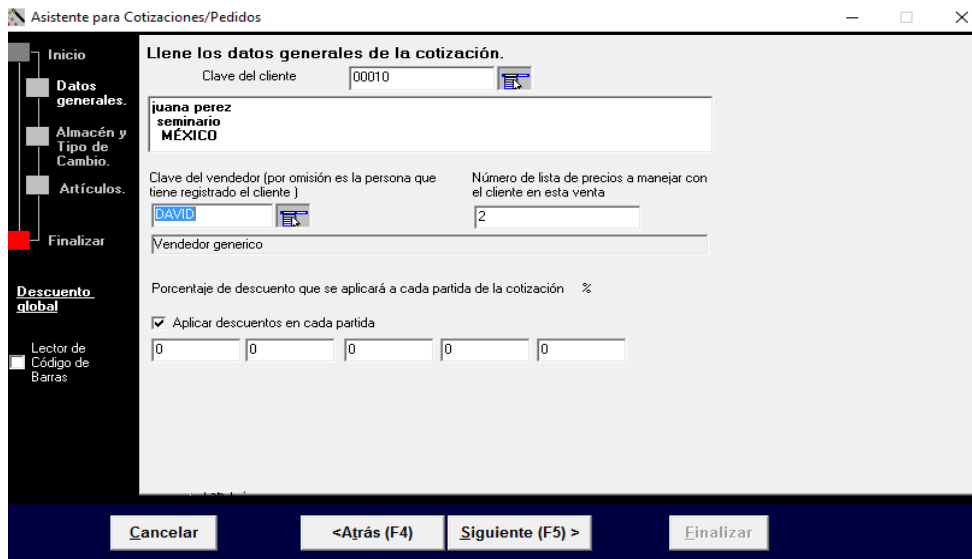 Asistente para Cotizaciones/Pedidos
Inicio
Datos
generales.
Almacén y
Tipo de
Cambio.
Artículos.
Finalizar
Descuento
global
Lector de
Código de
Barras
Llene los datos generales de la cotización.
Clave del cliente
00010
juana perez
seminario
MÉXICO
Clave del vendedor (por omisión es la persona que
tiene registrado el cliente )
DAVID
Vendedor generico
Número de lista de precios a manejar con
el cliente en esta venta
2
Porcentaje de descuento que se aplicará a cada partida de la cotización %
Aplicar descuentos en cada partida
0 0 0 0 0
Cancelar <Atrás (F4) Siguiente (F5) > Finalizar